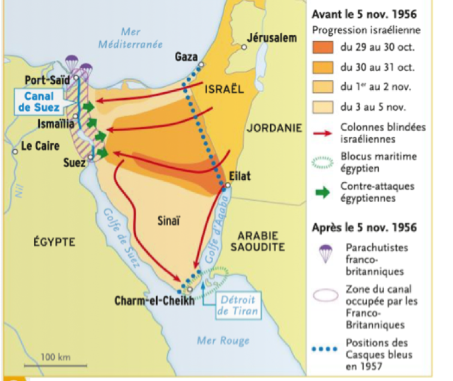 Mer
Méditerranée
Jérusalem
Gaza
Port-Saïd
ISRAËL
Canal
de Suez
Ismaïlia
JORDANIE
Le Caire
Suez
Eilat
Nil
Sinaï
Golfe de Suez
Golfe d'Aqaba
ARABIE
SAOUDITE
ÉGYPTE
Charm-el-Cheikh
Détroit
de Tiran
Mer Rouge
100 km
Avant le 5 nov. 1956
Progression israélienne
du 29 au 30 oct.
du 30 au 31 oct.
du 1er au 2 nov.
du 3 au 5 nov.
Colonnes blindées
israéliennes
Blocus maritime
égyptien
Contre-attaques
égyptiennes
Après le 5 nov. 1956
Parachutistes
franco-
britanniques
Zone du canal
occupée par les
Franco-
Britanniques
Positions des
Casques bleus
en 1957